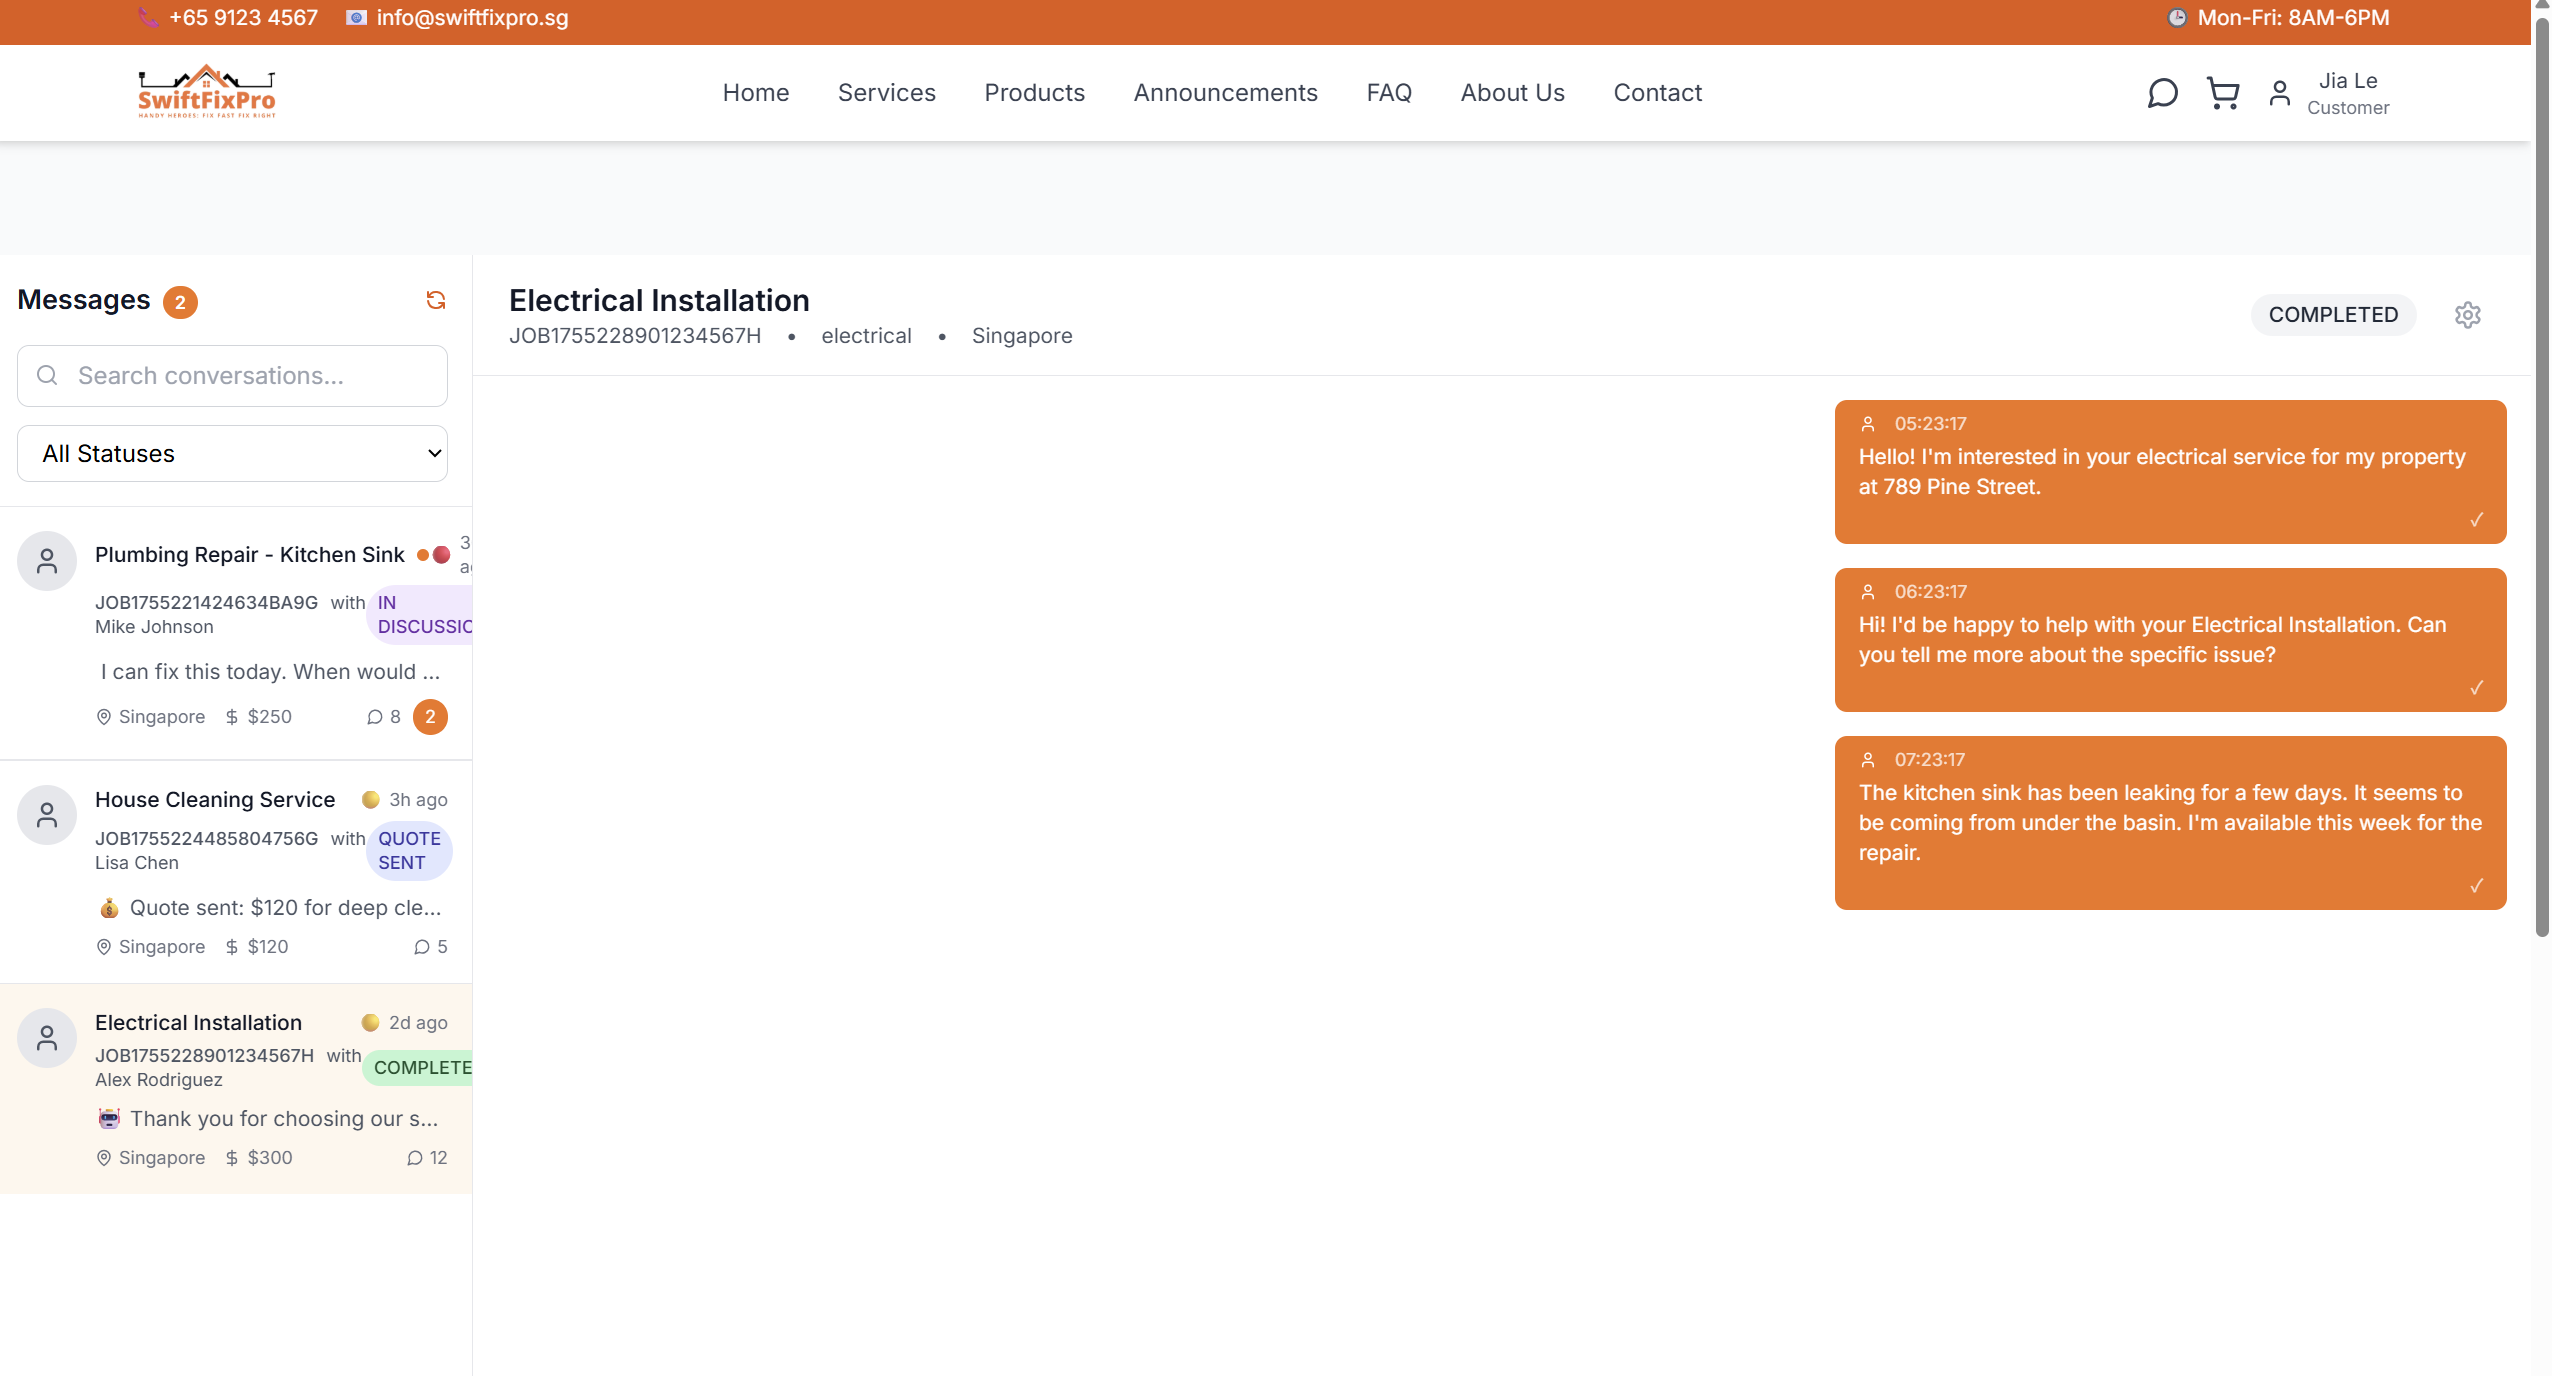 +65 9123 4567 info@swiftfixpro.sg Mon-Fri: 8AM-6PM
SwiftFixPro
HANDY HEROES: FIX FAST FIX RIGHT
Home Services Products Announcements FAQ About Us Contact
Jia Le
Customer
Messages 2
Search conversations...
All Statuses
Plumbing Repair - Kitchen Sink
JOB1755221424634BA9G with
Mike Johnson
IN
DISCUSSIO
I can fix this today. When would ...
Singapore $ $250 8 2
House Cleaning Service 3h ago
JOB1755224485804756G with
Lisa Chen
QUOTE
SENT
Quote sent: $120 for deep cle...
Singapore $ $120 5
Electrical Installation 2d ago
JOB1755228901234567H with
Alex Rodriguez
COMPLETE
Thank you for choosing our s...
Singapore $ $300 12
Electrical Installation
JOB1755228901234567H • electrical • Singapore
COMPLETED
05:23:17
Hello! I'm interested in your electrical service for my property
at 789 Pine Street.
✓
06:23:17
Hi! I'd be happy to help with your Electrical Installation. Can
you tell me more about the specific issue?
✓
07:23:17
The kitchen sink has been leaking for a few days. It seems to
be coming from under the basin. I'm available this week for the
repair.
✓